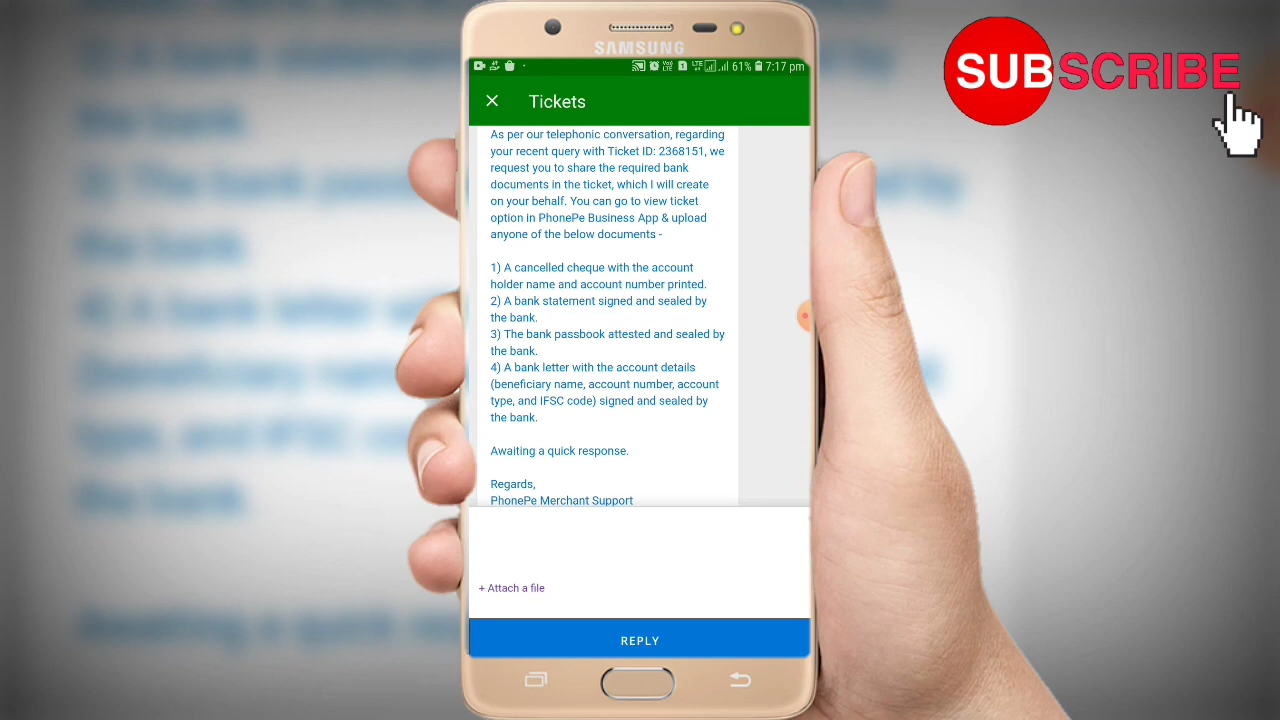 SUBSCRIBE
SAMSUNG
61% 7:17 pm
Tickets
As per our telephonic conversation, regarding
your recent query with Ticket ID: 2368151, we
request you to share the required bank
documents in the ticket, which I will create
on your behalf. You can go to view ticket
option in PhonePe Business App & upload
anyone of the below documents -
1) A cancelled cheque with the account
holder name and account number printed.
2) A bank statement signed and sealed by
the bank.
3) The bank passbook attested and sealed by
the bank.
4) A bank letter with the account details
(beneficiary name, account number, account
type, and IFSC code) signed and sealed by
the bank.
Awaiting a quick response.
Regards,
PhonePe Merchant Support
+ Attach a file
REPLY